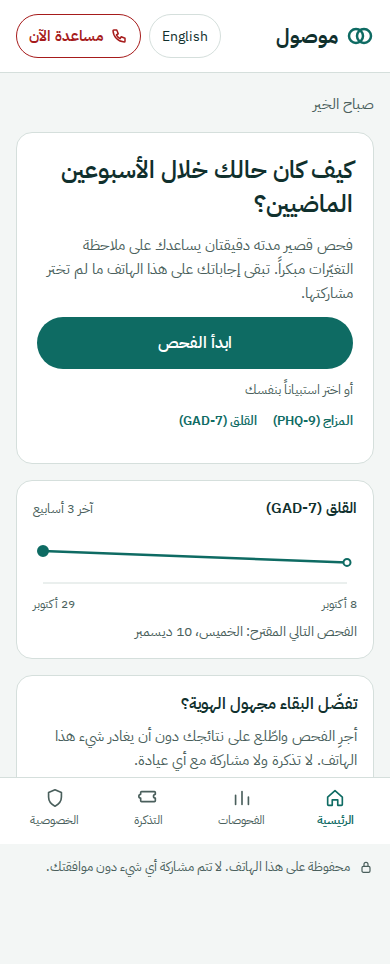 موصول
English
مساعدة الآن
صباح الخير
كيف كان حالك خلال الأسبوعين
الماضيين؟
فحص قصير مدته دقيقتان يساعدك على ملاحظة
التغيّرات مبكراً. تبقى إجاباتك على هذا الهاتف ما لم تختر
مشاركتها.
ابدأ الفحص
أو اختر استبياناً بنفسك
المزاج (PHQ-9) القلق (GAD-7)
القلق (GAD-7) آخر 3 أسابيع
8 أكتوبر 29 أكتوبر
الفحص التالي المقترح: الخميس، 10 ديسمبر
تفضّل البقاء مجهول الهوية؟
أجرِ الفحص واطّلع على نتائجك دون أن يغادر شيء هذا
الهاتف. لا تذكرة ولا مشاركة مع أي عيادة.
الرئيسية الفحوصات التذكرة الخصوصية
محفوظة على هذا الهاتف. لا تتم مشاركة أي شيء دون موافقتك.